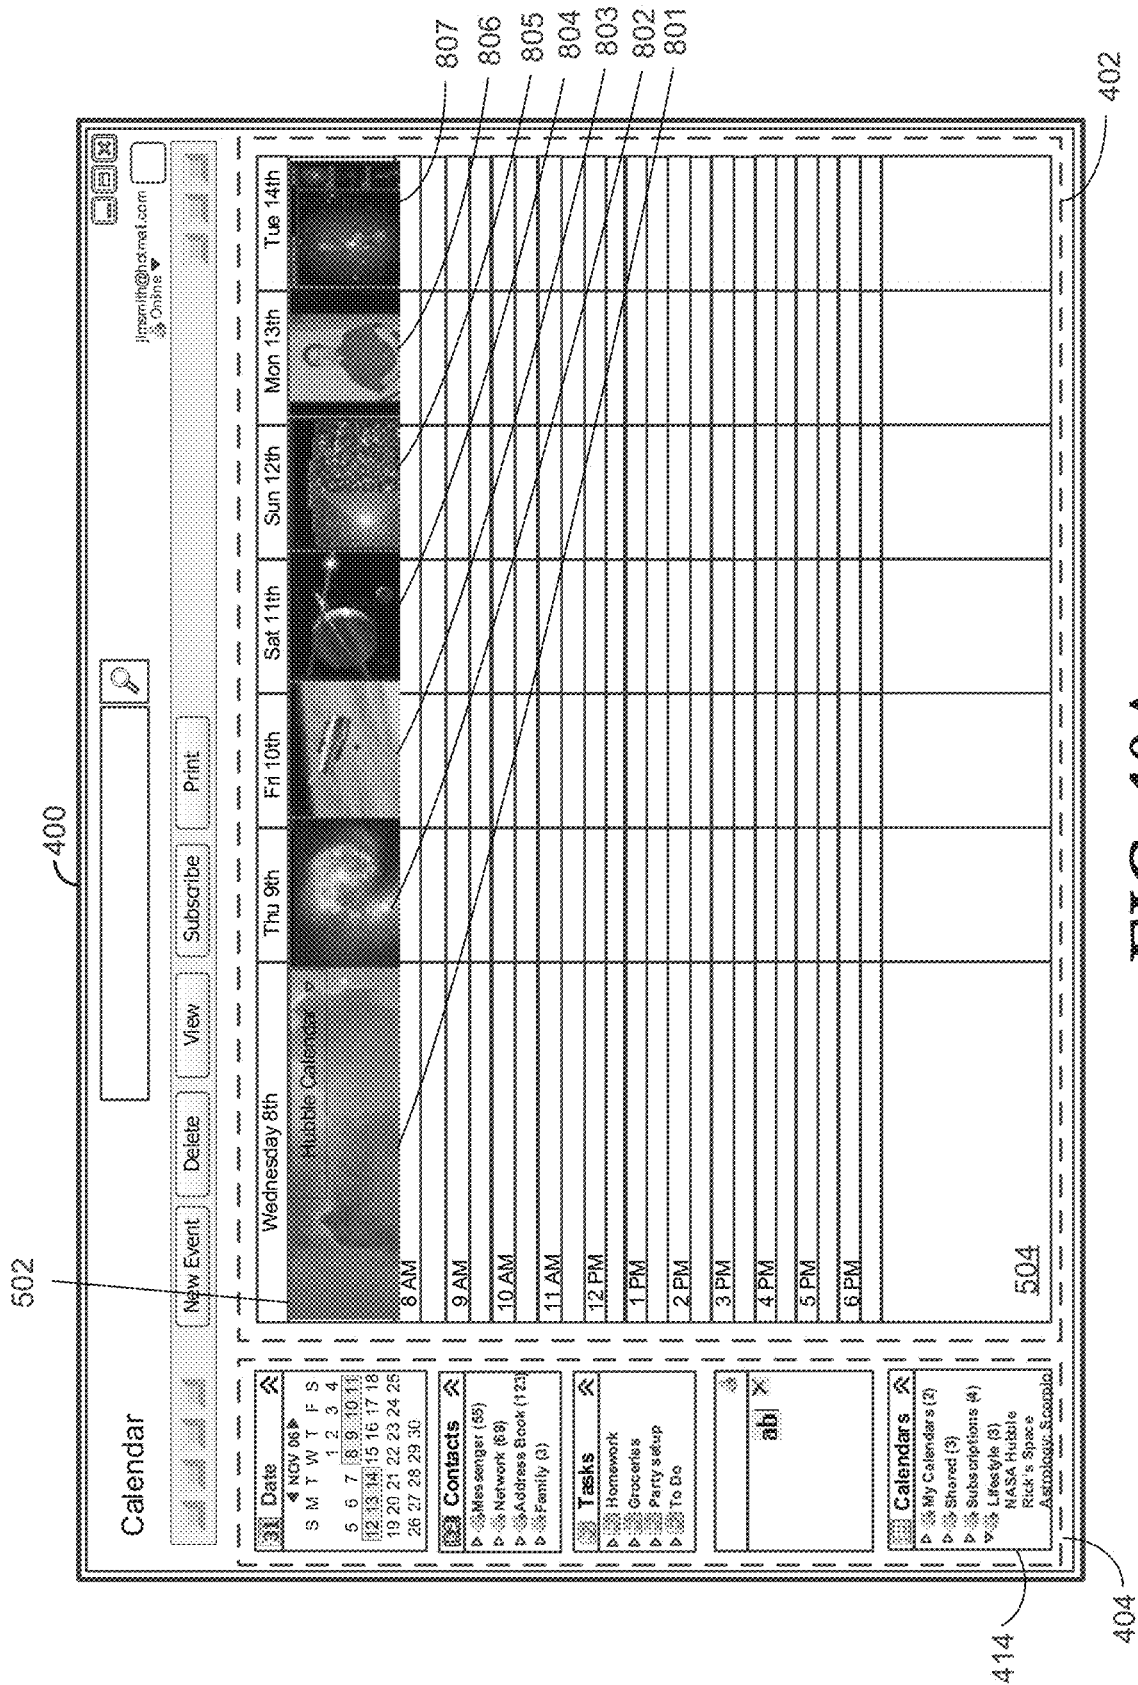 400
Calendar
jimsmith@hotmail.com
Online
New Event
Delete
View
Subscribe
Print
502
31 Date
NOV 06
S M T W T F S
1 2 3 4
5 6 7 8 9 10 11
12 13 14 15 16 17 18
19 20 21 22 23 24 25
26 27 28 29 30
Contacts
Messenger (55)
Network (68)
Address Book (123)
Family (3)
Tasks
Homework
Groceries
Party setup
To Do
ab
Calendars
My Calendars (2)
Shared (3)
Subscriptions (4)
Lifestyle (3)
NASA Hubble
Rick's Space
414
404
Wednesday 8th
Thu 9th
Fri 10th
Sat 11th
Sun 12th
Mon 13th
Tue 14th
Hubble Calendar
8 AM
9 AM
10 AM
11 AM
12 PM
1 PM
2 PM
3 PM
4 PM
5 PM
6 PM
504
807
806
805
804
803
802
801
402